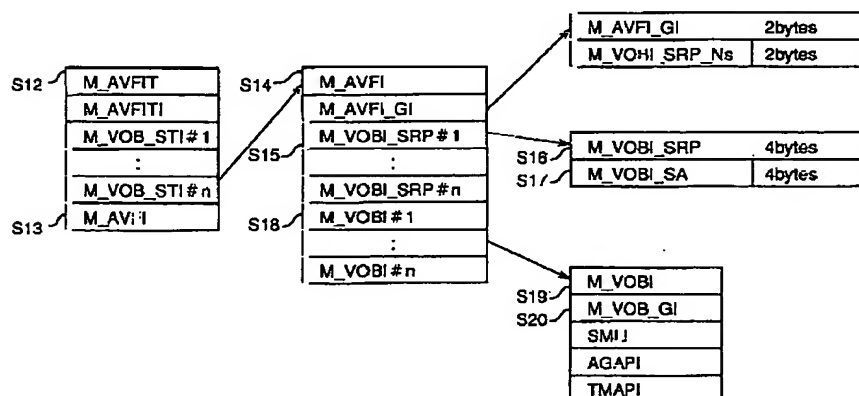 M_AVFI_GI 2bytes
M_VOBI_SRP_Ns 2bytes
S12 M_AVFIT
M_AVFITI
M_VOB_STI#1
:
M_VOB_STI#n
S13 M_AVFI
S14 M_AVFI
M_AVFI_GI
S15 M_VOBI_SRP#1
:
M_VOBI_SRP#n
S18 M_VOBI#1
:
M_VOBI#n
S16 M_VOBI_SRP 4bytes
S17 M_VOBI_SA 4bytes
S19 M_VOBI
S20 M_VOB_GI
SMLI
AGAPI
TMAPI